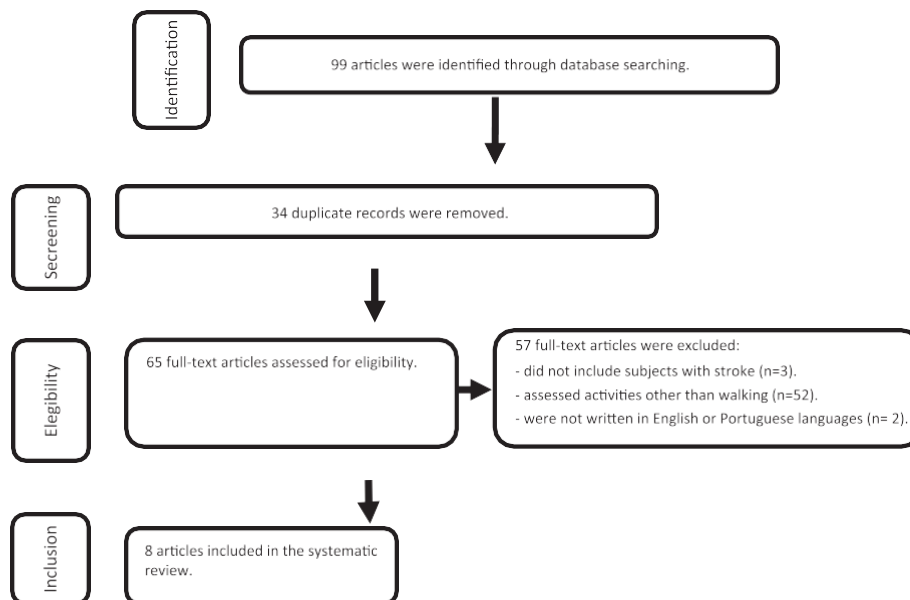 Identification
99 articles were identified through database searching.
Secreening
34 duplicate records were removed.
Elegibility
65 full-text articles assessed for eligibility.
57 full-text articles were excluded:
- did not include subjects with stroke (n=3).
- assessed activities other than walking (n=52).
- were not written in English or Portuguese languages (n= 2).
Inclusion
8 articles included in the systematic
review.